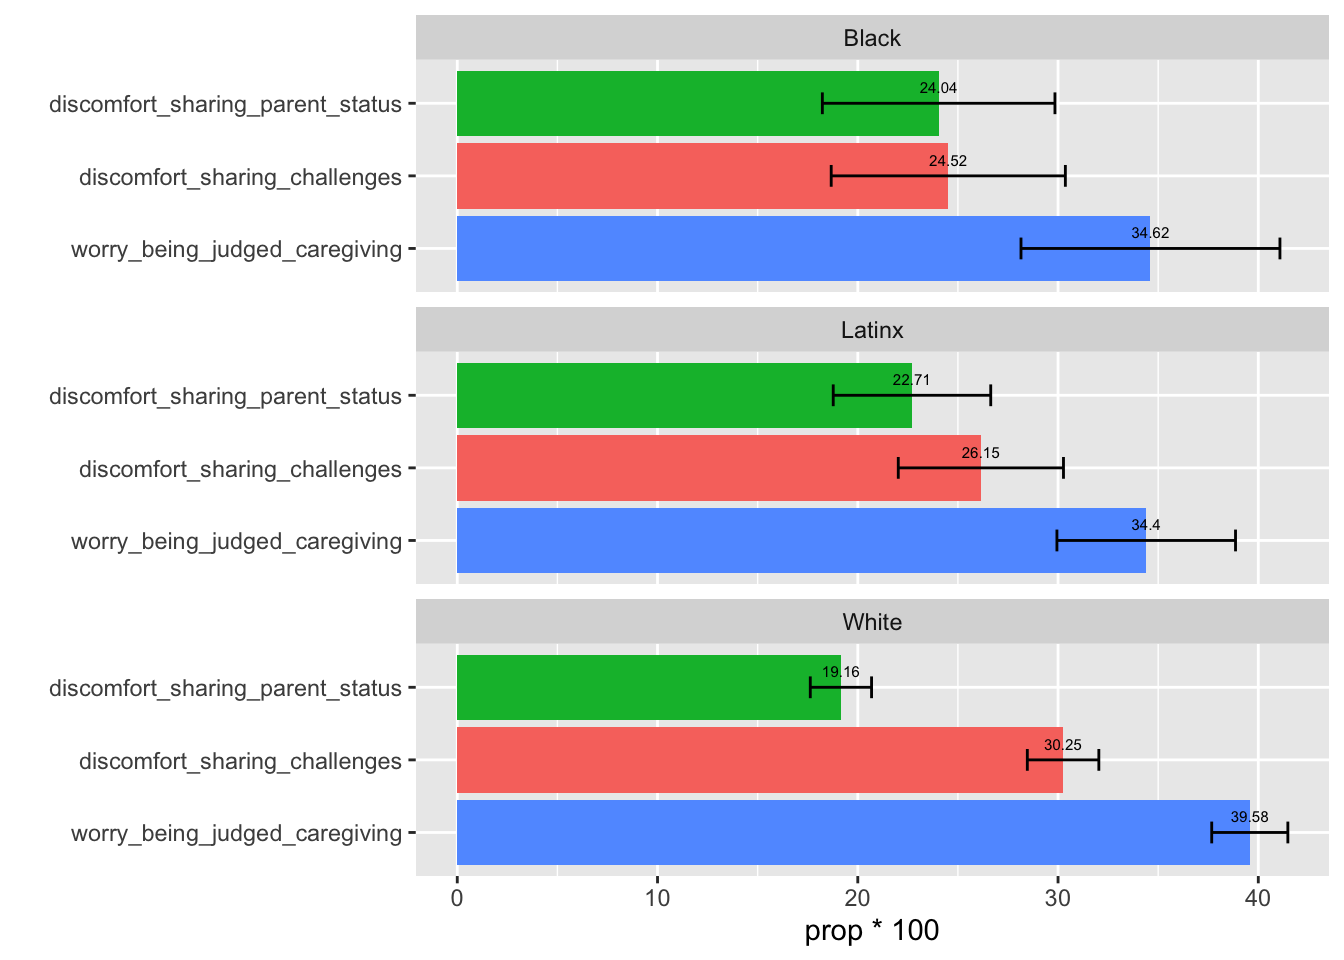 Black
discomfort_sharing_parent_status
24.04
discomfort_sharing_challenges
24.52
worry_being_judged_caregiving
34.62
Latinx
discomfort_sharing_parent_status
22.71
discomfort_sharing_challenges
26.15
worry_being_judged_caregiving
34.4
White
discomfort_sharing_parent_status
19.16
discomfort_sharing_challenges
30.25
worry_being_judged_caregiving
39.58
0 10 20 30 40
prop * 100